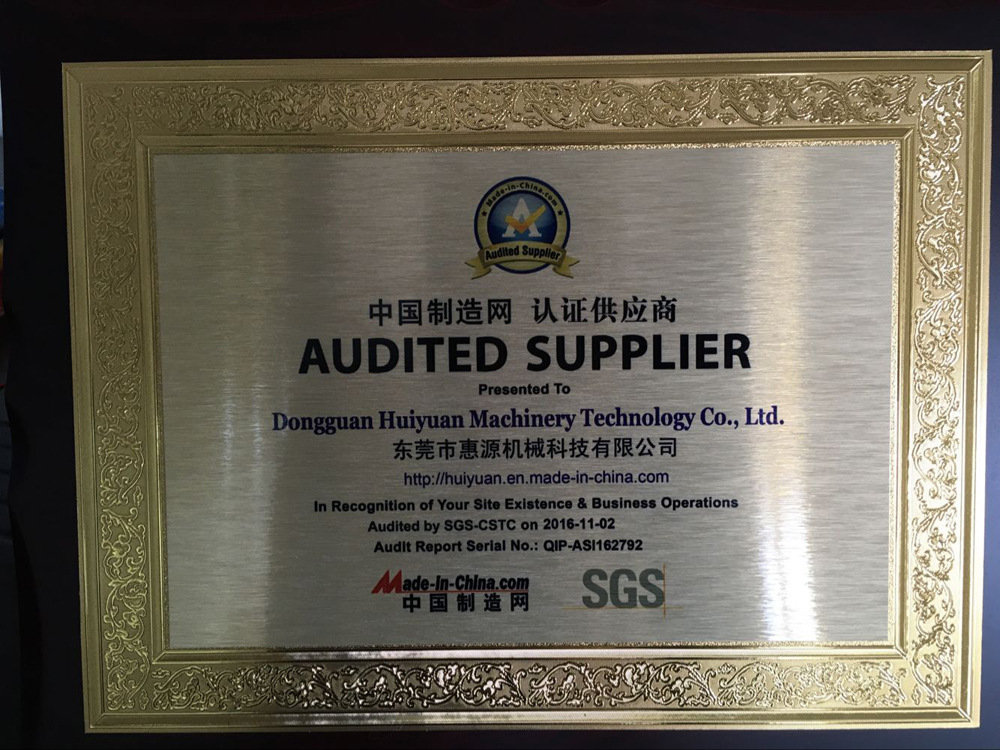 Made-in-China.com
Audited Supplier
中国制造网 认证供应商
AUDITED SUPPLIER
Presented To
Dongguan Huiyuan Machinery Technology Co., Ltd.
东莞市惠源机械科技有限公司
http://huiyuan.en.made-in-china.com
In Recognition of Your Site Existence & Business Operations
Audited by SGS-CSTC on 2016-11-02
Audit Report Serial No.: QIP-ASI162792
Made-in-China.com
中国制造网
SGS